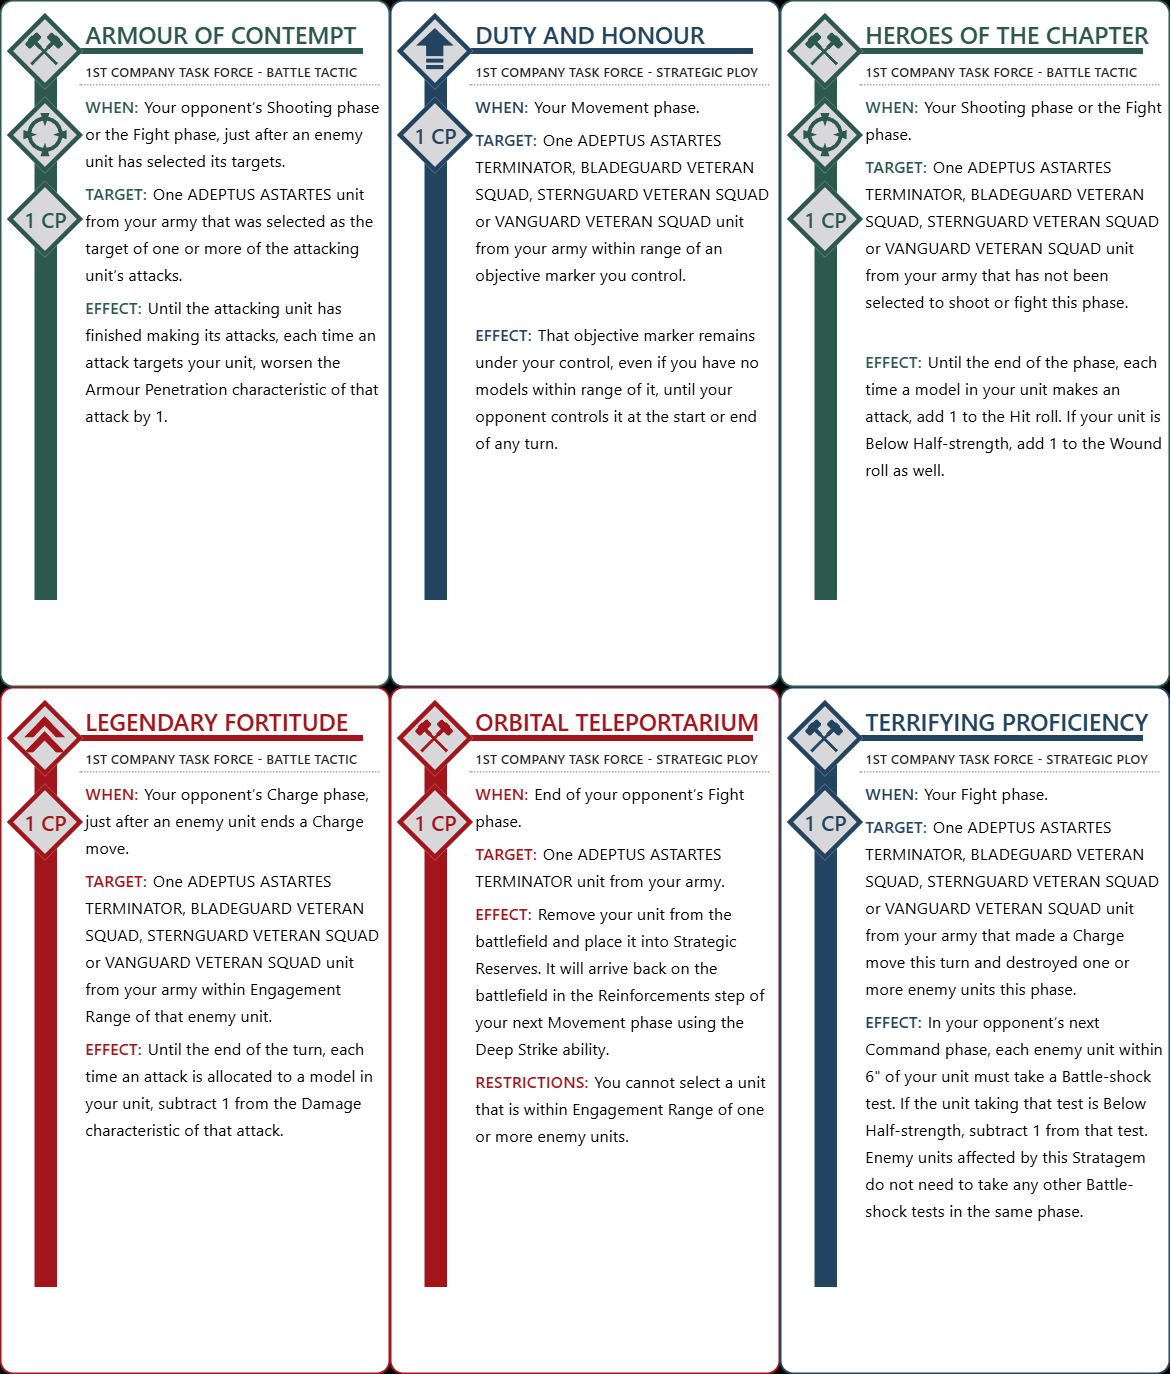 ARMOUR OF CONTEMPT
1ST COMPANY TASK FORCE - BATTLE TACTIC
WHEN: Your opponent's Shooting phase
or the Fight phase, just after an enemy
unit has selected its targets.
TARGET: One ADEPTUS ASTARTES unit
1 CP
from your army that was selected as the
target of one or more of the attacking
unit's attacks.
EFFECT: Until the attacking unit has
finished making its attacks, each time an
attack targets your unit, worsen the
Armour Penetration characteristic of that
attack by 1.
DUTY AND HONOUR
1ST COMPANY TASK FORCE - STRATEGIC PLOY
WHEN: Your Movement phase.
1 CP
TARGET: One ADEPTUS ASTARTES
TERMINATOR, BLADEGUARD VETERAN
SQUAD, STERNGUARD VETERAN SQUAD
or VANGUARD VETERAN SQUAD unit
from your army within range of an
objective marker you control.
EFFECT: That objective marker remains
under your control, even if you have no
models within range of it, until your
opponent controls it at the start or end
of any turn.
HEROES OF THE CHAPTER
1ST COMPANY TASK FORCE - BATTLE TACTIC
WHEN: Your Shooting phase or the Fight
phase.
TARGET: One ADEPTUS ASTARTES
TERMINATOR, BLADEGUARD VETERAN
1 CP
SQUAD, STERNGUARD VETERAN SQUAD
or VANGUARD VETERAN SQUAD unit
from your army that has not been
selected to shoot or fight this phase.
EFFECT: Until the end of the phase, each
time a model in your unit makes an
attack, add 1 to the Hit roll. If your unit is
Below Half-strength, add 1 to the Wound
roll as well.
LEGENDARY FORTITUDE
1ST COMPANY TASK FORCE - BATTLE TACTIC
WHEN: Your opponent's Charge phase,
1 CP
just after an enemy unit ends a Charge
move.
TARGET: One ADEPTUS ASTARTES
TERMINATOR, BLADEGUARD VETERAN
SQUAD, STERNGUARD VETERAN SQUAD
or VANGUARD VETERAN SQUAD unit
from your army within Engagement
Range of that enemy unit.
EFFECT: Until the end of the turn, each
time an attack is allocated to a model in
your unit, subtract 1 from the Damage
characteristic of that attack.
ORBITAL TELEPORTARIUM
1ST COMPANY TASK FORCE - STRATEGIC PLOY
WHEN: End of your opponent's Fight
1 CP
phase.
TARGET: One ADEPTUS ASTARTES
TERMINATOR unit from your army.
EFFECT: Remove your unit from the
battlefield and place it into Strategic
Reserves. It will arrive back on the
battlefield in the Reinforcements step of
your next Movement phase using the
Deep Strike ability.
RESTRICTIONS: You cannot select a unit
that is within Engagement Range of one
or more enemy units.
TERRIFYING PROFICIENCY
1ST COMPANY TASK FORCE - STRATEGIC PLOY
WHEN: Your Fight phase.
1 CP
TARGET: One ADEPTUS ASTARTES
TERMINATOR, BLADEGUARD VETERAN
SQUAD, STERNGUARD VETERAN SQUAD
or VANGUARD VETERAN SQUAD unit
from your army that made a Charge
move this turn and destroyed one or
more enemy units this phase.
EFFECT: In your opponent's next
Command phase, each enemy unit within
6" of your unit must take a Battle-shock
test. If the unit taking that test is Below
Half-strength, subtract 1 from that test.
Enemy units affected by this Stratagem
do not need to take any other Battle-
shock tests in the same phase.